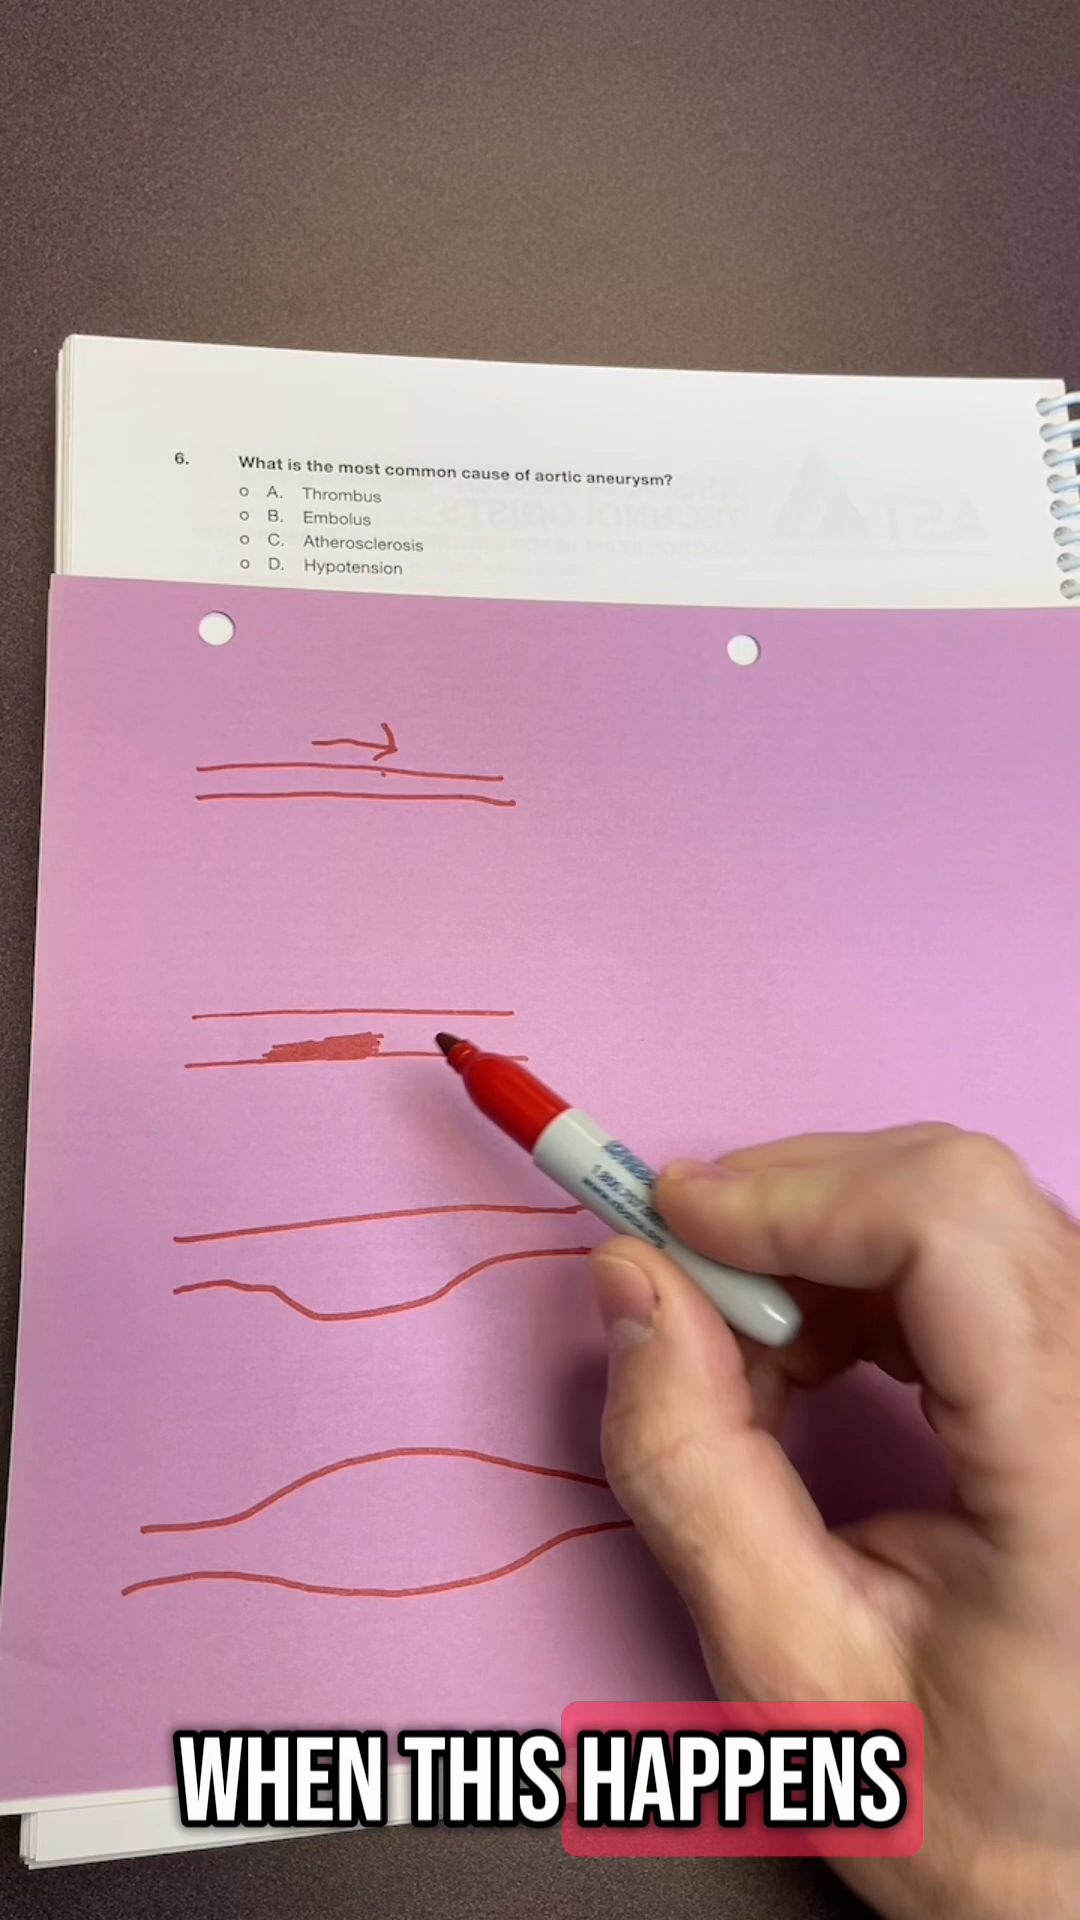 6. What is the most common cause of aortic aneurysm?
o A. Thrombus
o B. Embolus
o C. Atherosclerosis
o D. Hypotension
WHEN THIS HAPPENS